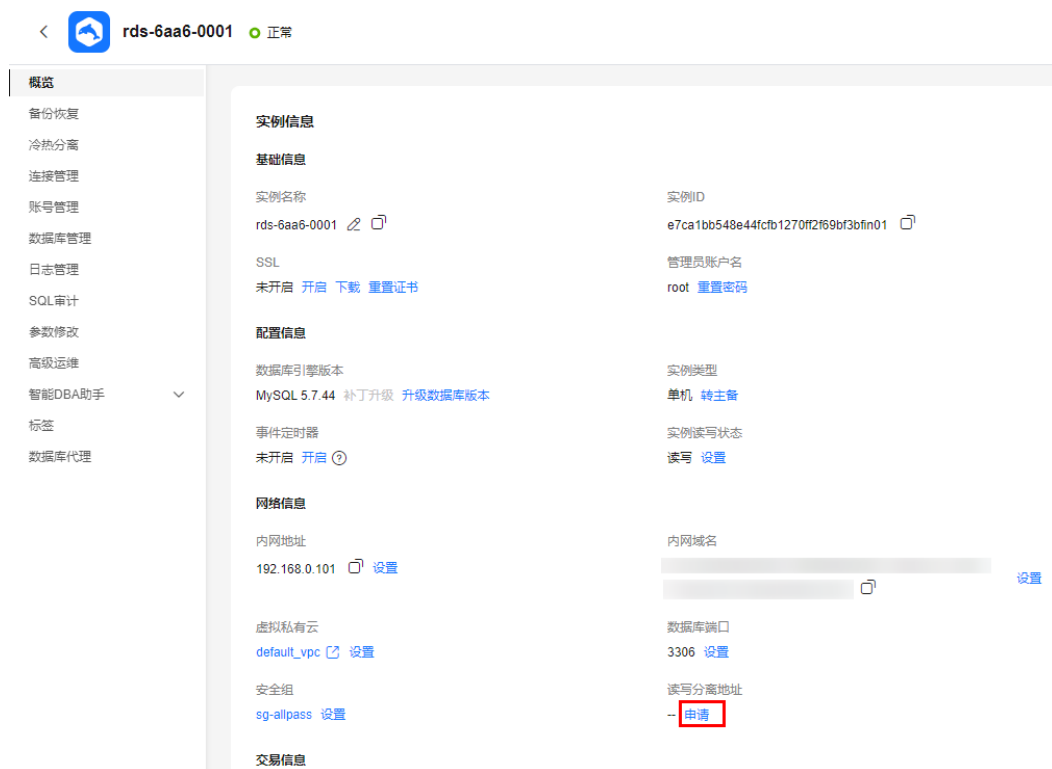 rds-6aa6-0001 正常
概览
备份恢复
冷热分离
连接管理
账号管理
数据库管理
日志管理
SQL审计
参数修改
高级运维
智能DBA助手
标签
数据库代理
实例信息
基础信息
实例名称 实例ID
rds-6aa6-0001 e7ca1bb548e44fcfb1270ff2f69bf3bfin01
SSL 管理员账户名
未开启 开启 下载 重置证书 root 重置密码
配置信息
数据库引擎版本 实例类型
MySQL 5.7.44 补丁升级 升级数据库版本 单机 转主备
事件定时器 实例读写状态
未开启 开启 ? 读写 设置
网络信息
内网地址 内网域名
192.168.0.101 设置 设置
虚拟私有云 数据库端口
default_vpc 设置 3306 设置
安全组 读写分离地址
sg-allpass 设置 -- 申请
交易信息